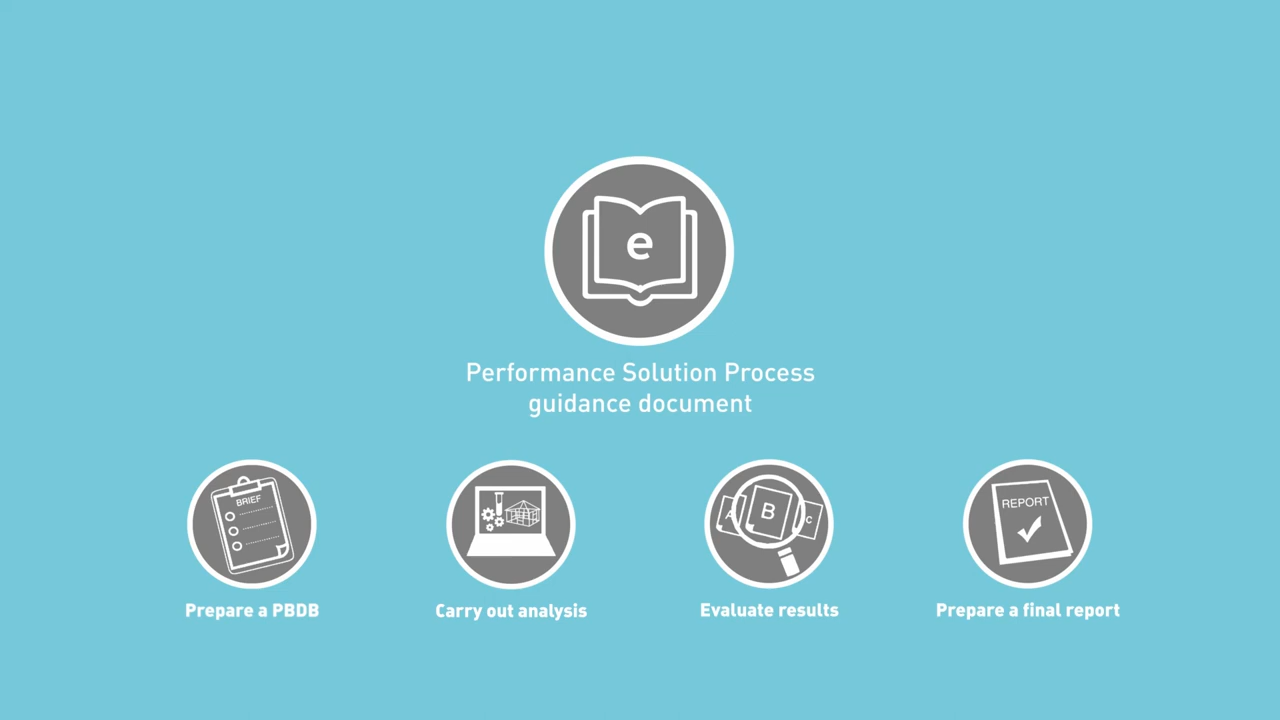 e
Performance Solution Process
guidance document
BRIEF
A
B
C
REPORT
Prepare a PBDB
Carry out analysis
Evaluate results
Prepare a final report